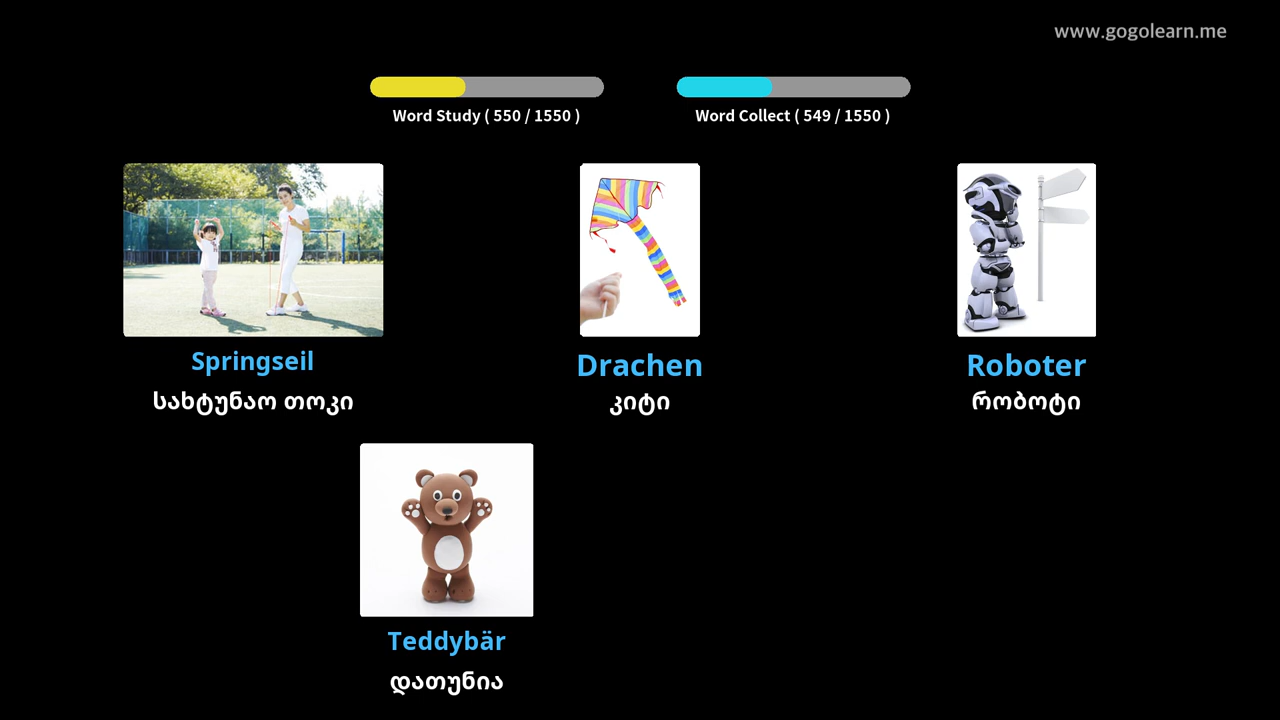 www.gogolearn.me
Word Study ( 550 / 1550 )
Word Collect ( 549 / 1550 )
Springseil
Drachen
Roboter
სახტუნაო თოკი
კიტი
რობოტი
Teddybär
დათუნია